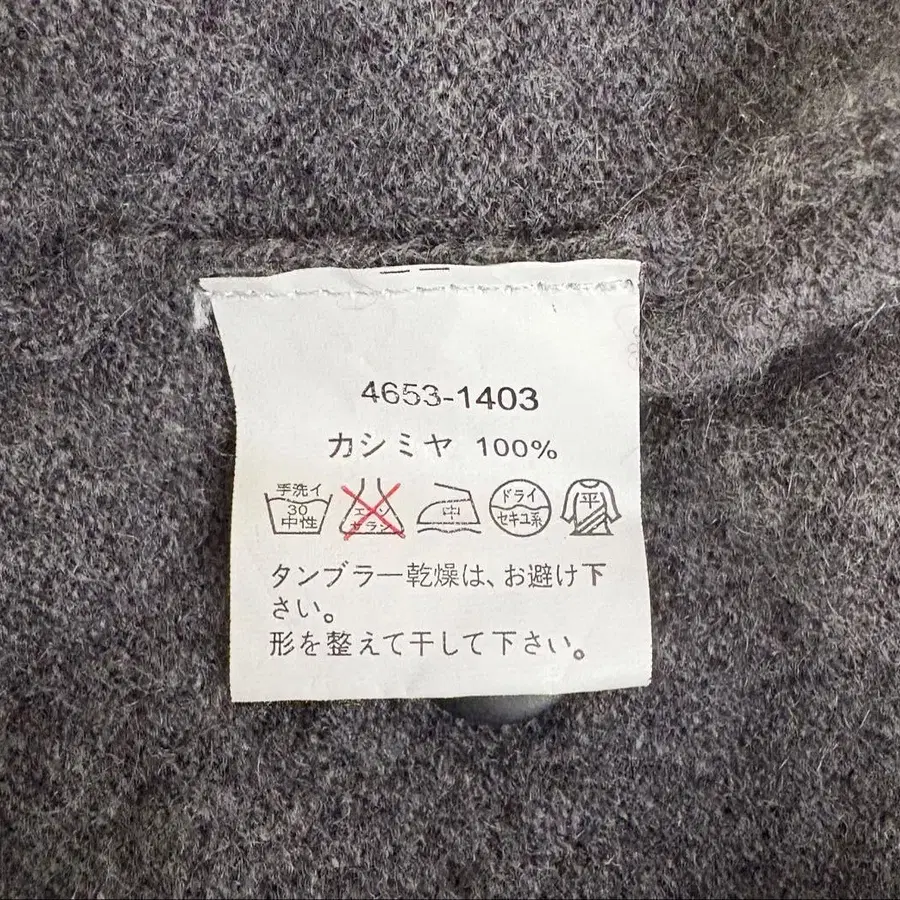 4653-1403
カシミヤ 100%
手洗イ
30
中性
エンソ
サラシ
中
ドライ
セキユ系
平
タンブラー乾燥は、お避け下
さい。
形を整えて干して下さい。